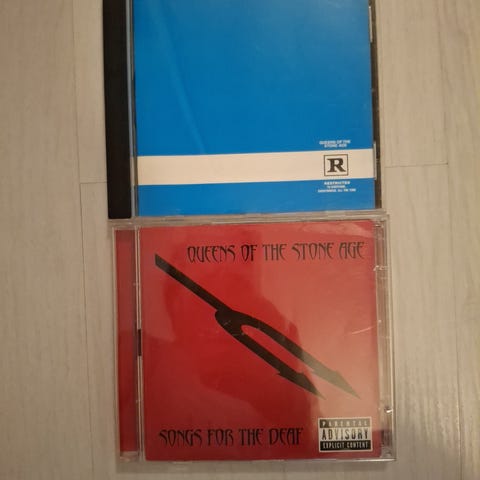 QUEENS OF THE
STONE AGE
R
RESTRICTED
QUEENS OF THE STONE AGE
SONGS FOR THE DEAF
PARENTAL
ADVISORY
EXPLICIT CONTENT